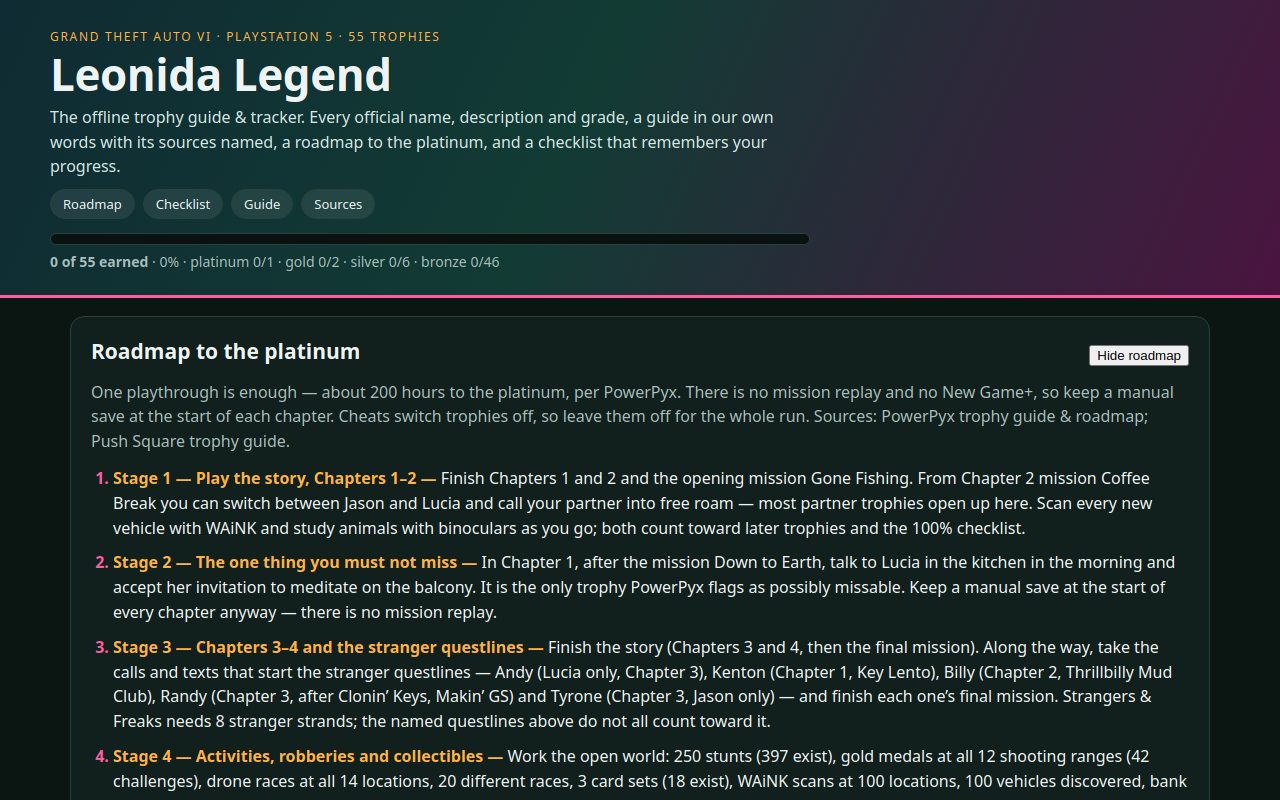 GRAND THEFT AUTO VI · PLAYSTATION 5 · 55 TROPHIES
Leonida Legend
The offline trophy guide & tracker. Every official name, description and grade, a guide in our own
words with its sources named, a roadmap to the platinum, and a checklist that remembers your
progress.
Roadmap Checklist Guide Sources
0 of 55 earned · 0% · platinum 0/1 · gold 0/2 · silver 0/6 · bronze 0/46
Roadmap to the platinum
Hide roadmap
One playthrough is enough — about 200 hours to the platinum, per PowerPyx. There is no mission replay and no New Game+, so keep a manual
save at the start of each chapter. Cheats switch trophies off, so leave them off for the whole run. Sources: PowerPyx trophy guide & roadmap;
Push Square trophy guide.
1. Stage 1 — Play the story, Chapters 1–2 — Finish Chapters 1 and 2 and the opening mission Gone Fishing. From Chapter 2 mission Coffee
Break you can switch between Jason and Lucia and call your partner into free roam — most partner trophies open up here. Scan every new
vehicle with WAiNK and study animals with binoculars as you go; both count toward later trophies and the 100% checklist.
2. Stage 2 — The one thing you must not miss — In Chapter 1, after the mission Down to Earth, talk to Lucia in the kitchen in the morning and
accept her invitation to meditate on the balcony. It is the only trophy PowerPyx flags as possibly missable. Keep a manual save at the start of
every chapter anyway — there is no mission replay.
3. Stage 3 — Chapters 3–4 and the stranger questlines — Finish the story (Chapters 3 and 4, then the final mission). Along the way, take the
calls and texts that start the stranger questlines — Andy (Lucia only, Chapter 3), Kenton (Chapter 1, Key Lento), Billy (Chapter 2, Thrillbilly Mud
Club), Randy (Chapter 3, after Clonin’ Keys, Makin’ GS) and Tyrone (Chapter 3, Jason only) — and finish each one’s final mission. Strangers &
Freaks needs 8 stranger strands; the named questlines above do not all count toward it.
4. Stage 4 — Activities, robberies and collectibles — Work the open world: 250 stunts (397 exist), gold medals at all 12 shooting ranges (42
challenges), drone races at all 14 locations, 20 different races, 3 card sets (18 exist), WAiNK scans at 100 locations, 100 vehicles discovered, bank